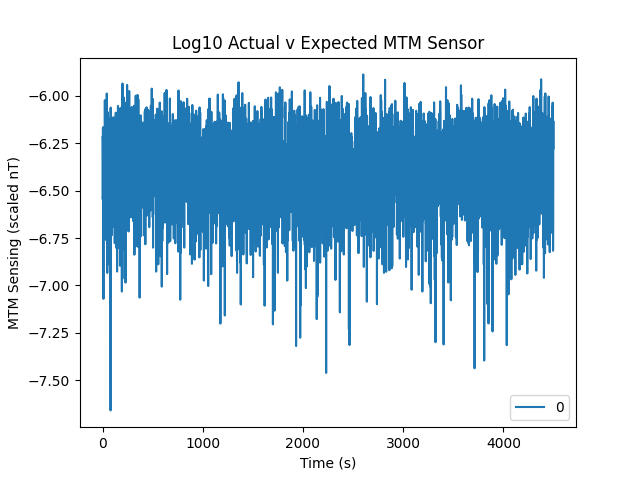 Log10 Actual v Expected MTM Sensor
MTM Sensing (scaled nT)
−6.00
−6.25
−6.50
−6.75
−7.00
−7.25
−7.50
0
0 1000 2000 3000 4000
Time (s)